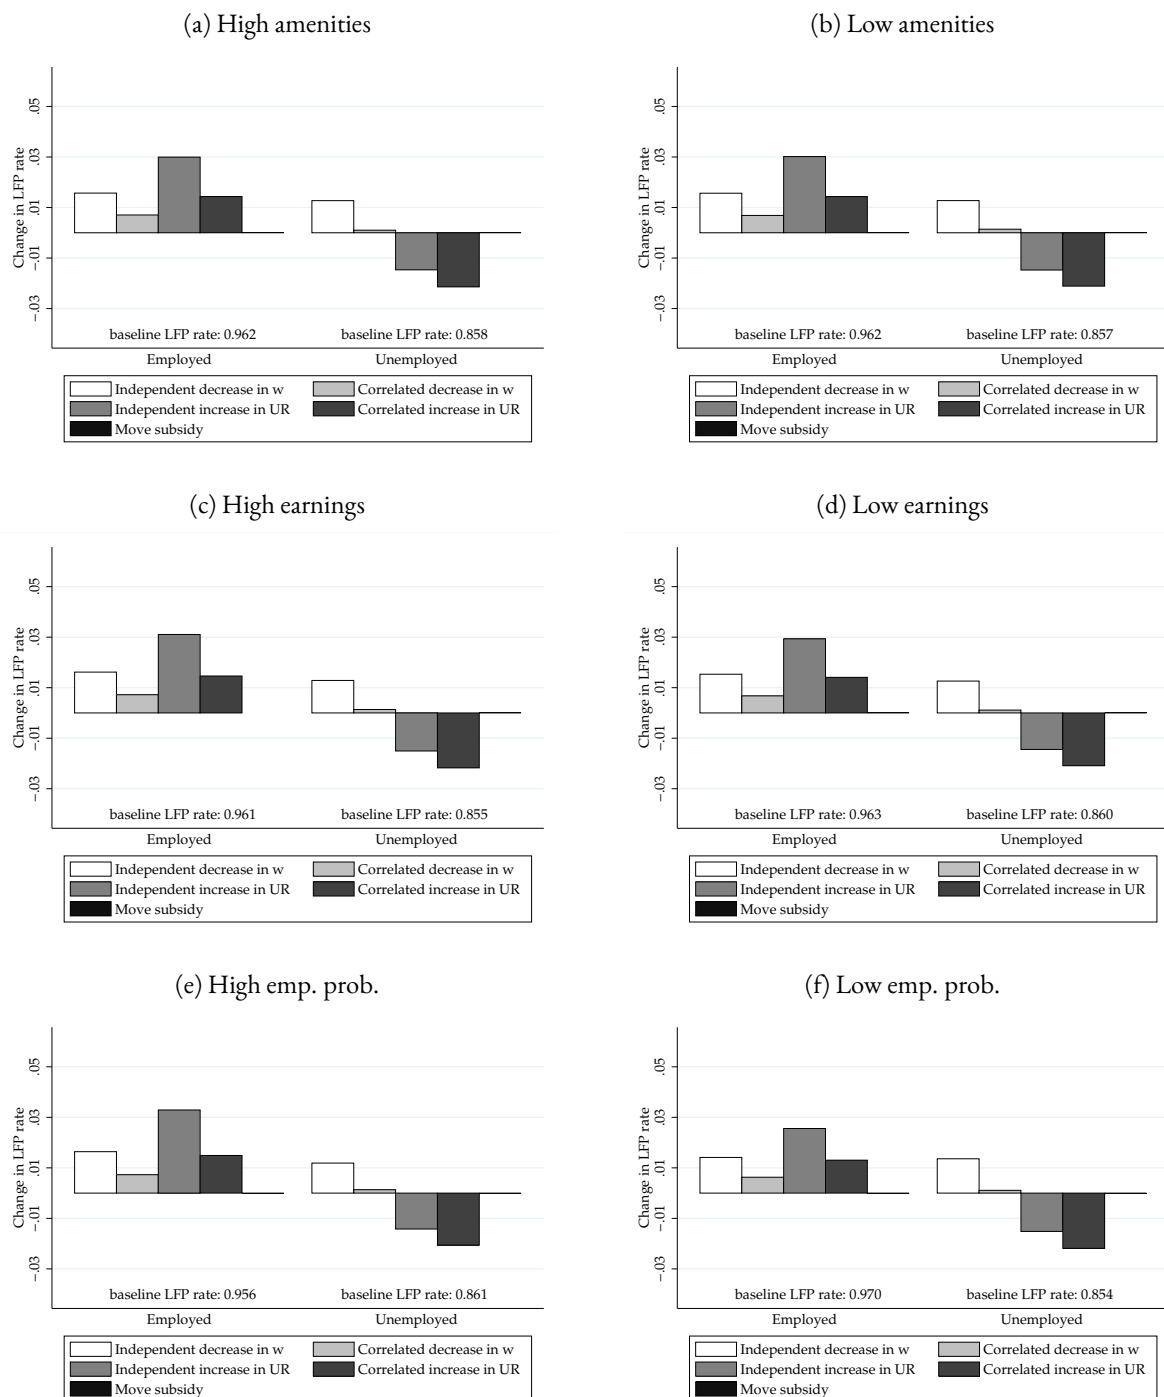 (a) High amenities
(b) Low amenities
Change in LFP rate
.05
.03
.01
-.01
-.03
baseline LFP rate: 0.962
baseline LFP rate: 0.858
Employed
Unemployed
Independent decrease in w
Correlated decrease in w
Independent increase in UR
Correlated increase in UR
Move subsidy
Change in LFP rate
.05
.03
.01
-.01
-.03
baseline LFP rate: 0.962
baseline LFP rate: 0.857
Employed
Unemployed
Independent decrease in w
Correlated decrease in w
Independent increase in UR
Correlated increase in UR
Move subsidy
(c) High earnings
(d) Low earnings
Change in LFP rate
.05
.03
.01
-.01
-.03
baseline LFP rate: 0.961
baseline LFP rate: 0.855
Employed
Unemployed
Independent decrease in w
Correlated decrease in w
Independent increase in UR
Correlated increase in UR
Move subsidy
Change in LFP rate
.05
.03
.01
-.01
-.03
baseline LFP rate: 0.963
baseline LFP rate: 0.860
Employed
Unemployed
Independent decrease in w
Correlated decrease in w
Independent increase in UR
Correlated increase in UR
Move subsidy
(e) High emp. prob.
(f) Low emp. prob.
Change in LFP rate
.05
.03
.01
-.01
-.03
baseline LFP rate: 0.956
baseline LFP rate: 0.861
Employed
Unemployed
Independent decrease in w
Correlated decrease in w
Independent increase in UR
Correlated increase in UR
Move subsidy
Change in LFP rate
.05
.03
.01
-.01
-.03
baseline LFP rate: 0.970
baseline LFP rate: 0.854
Employed
Unemployed
Independent decrease in w
Correlated decrease in w
Independent increase in UR
Correlated increase in UR
Move subsidy